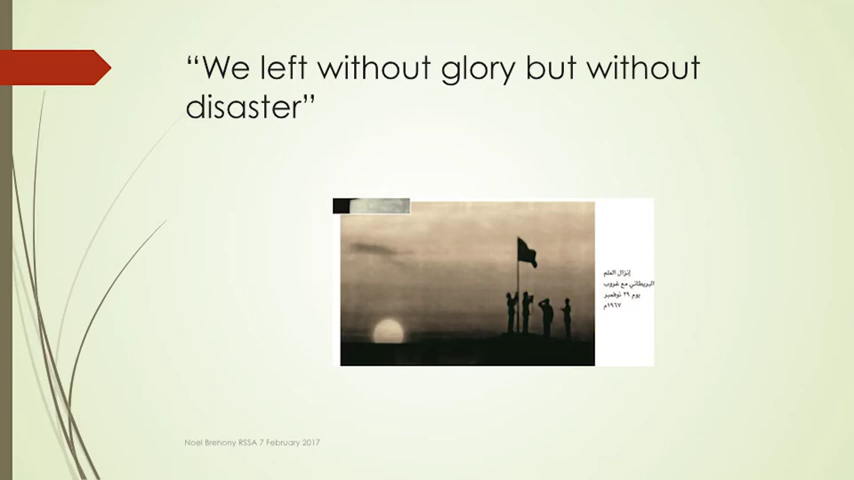 “We left without glory but without
disaster”
إنزال العلم
البريطاني مع غروب
يوم ٢٩ نوفمبر
١٩٦٧م
Noel Brehony RSSA 7 February 2017